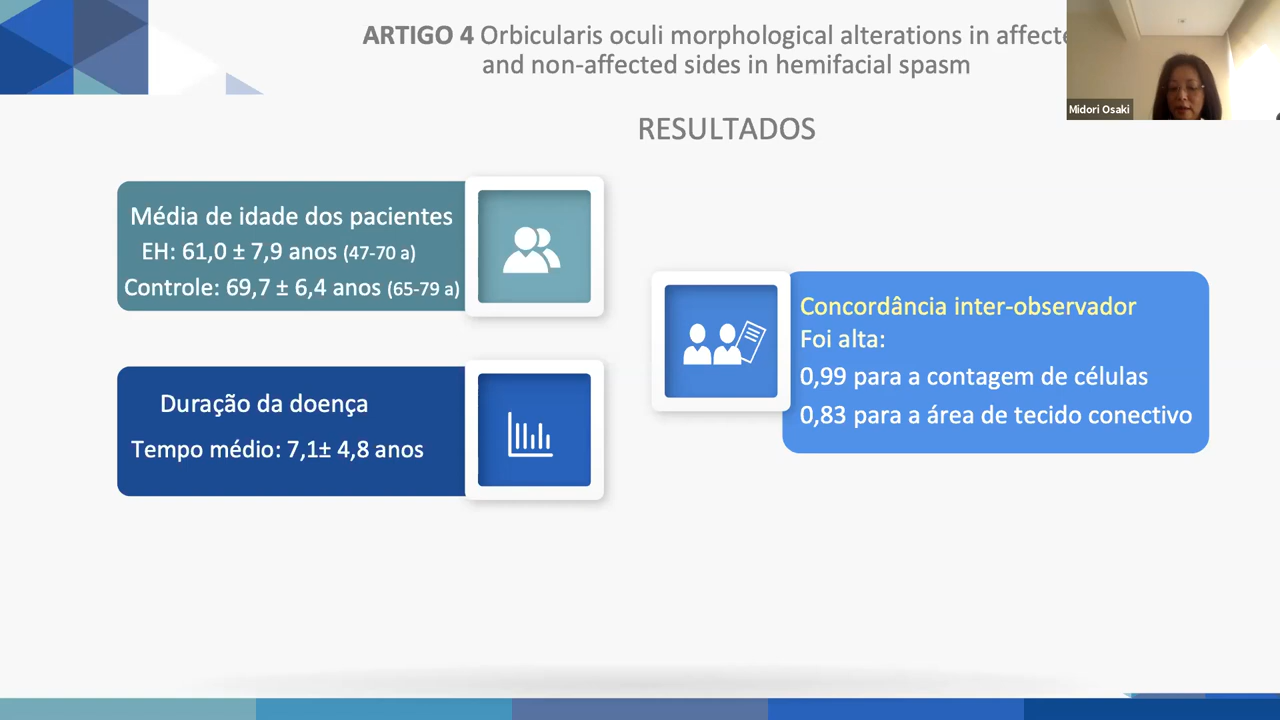 ARTIGO 4 Orbicularis oculi morphological alterations in affecte
and non-affected sides in hemifacial spasm
Midori Osaki
RESULTADOS
Média de idade dos pacientes
EH: 61,0 ± 7,9 anos (47-70 a)
Controle: 69,7 ± 6,4 anos (65-79 a)
Duração da doença
Tempo médio: 7,1± 4,8 anos
Concordância inter-observador
Foi alta:
0,99 para a contagem de células
0,83 para a área de tecido conectivo